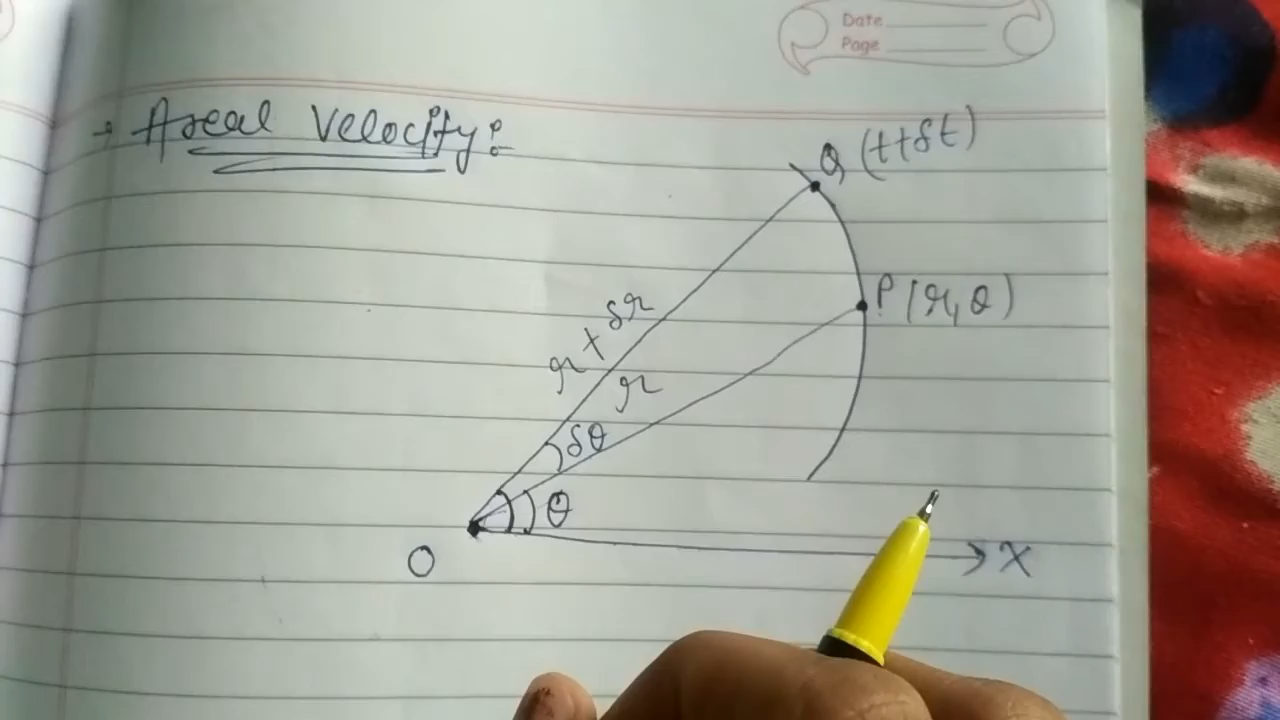 Date
Page
→ Areal Velocity:
Q (t+δt)
P(r,θ)
r + δr
r
δθ
θ
O
X